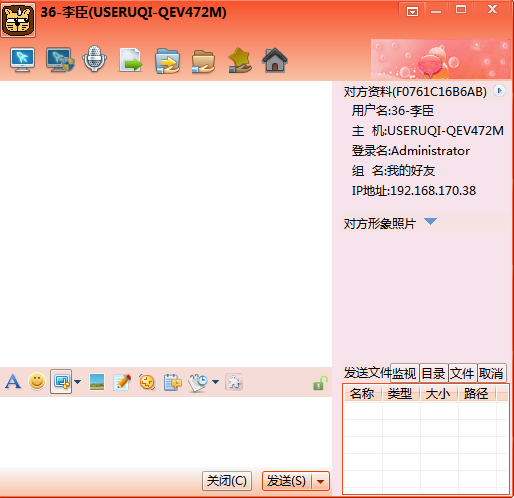 36-李臣(USERUQI-QEV472M)
对方资料(F0761C16B6AB)
用户名:36-李臣
主 机:USERUQI-QEV472M
登录名:Administrator
组 名:我的好友
IP地址:192.168.170.38
对方形象照片
发送文件 监视 目录 文件 取消
名称 类型 大小 路径
关闭(C) 发送(S)